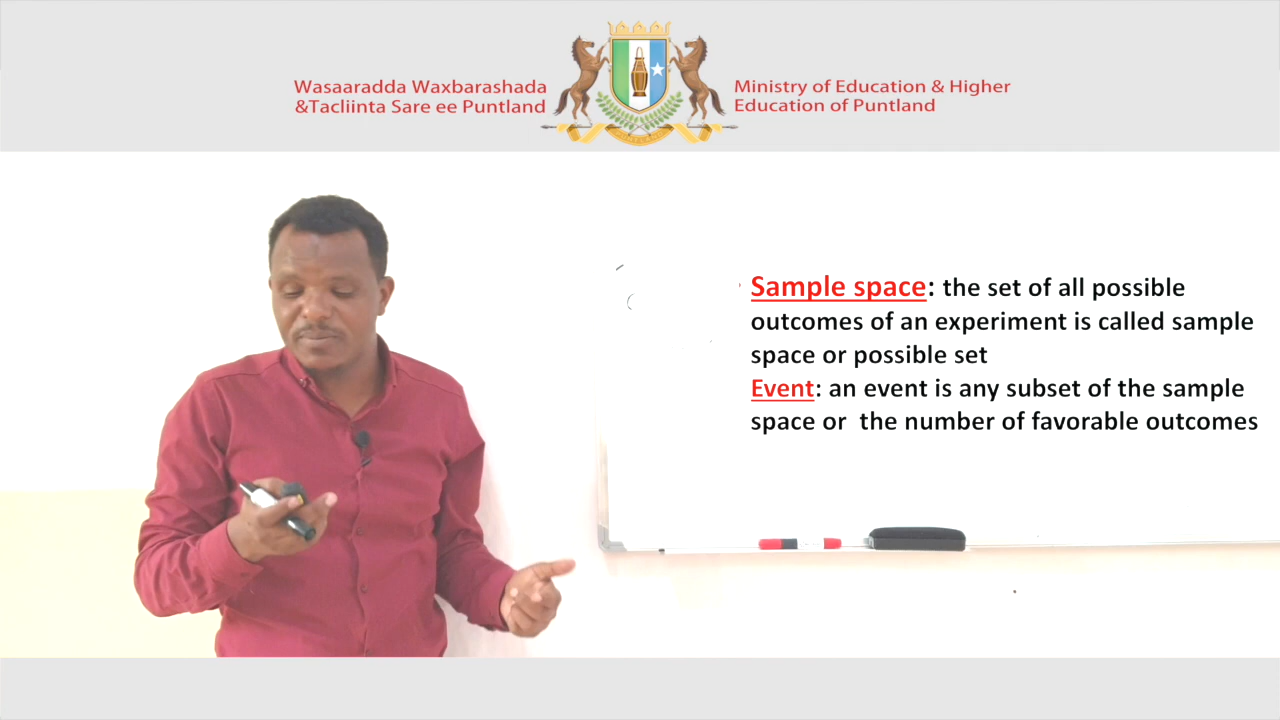 Wasaaradda Waxbarashada
&Tacliinta Sare ee Puntland
Ministry of Education & Higher
Education of Puntland
Sample space: the set of all possible
outcomes of an experiment is called sample
space or possible set
Event: an event is any subset of the sample
space or  the number of favorable outcomes